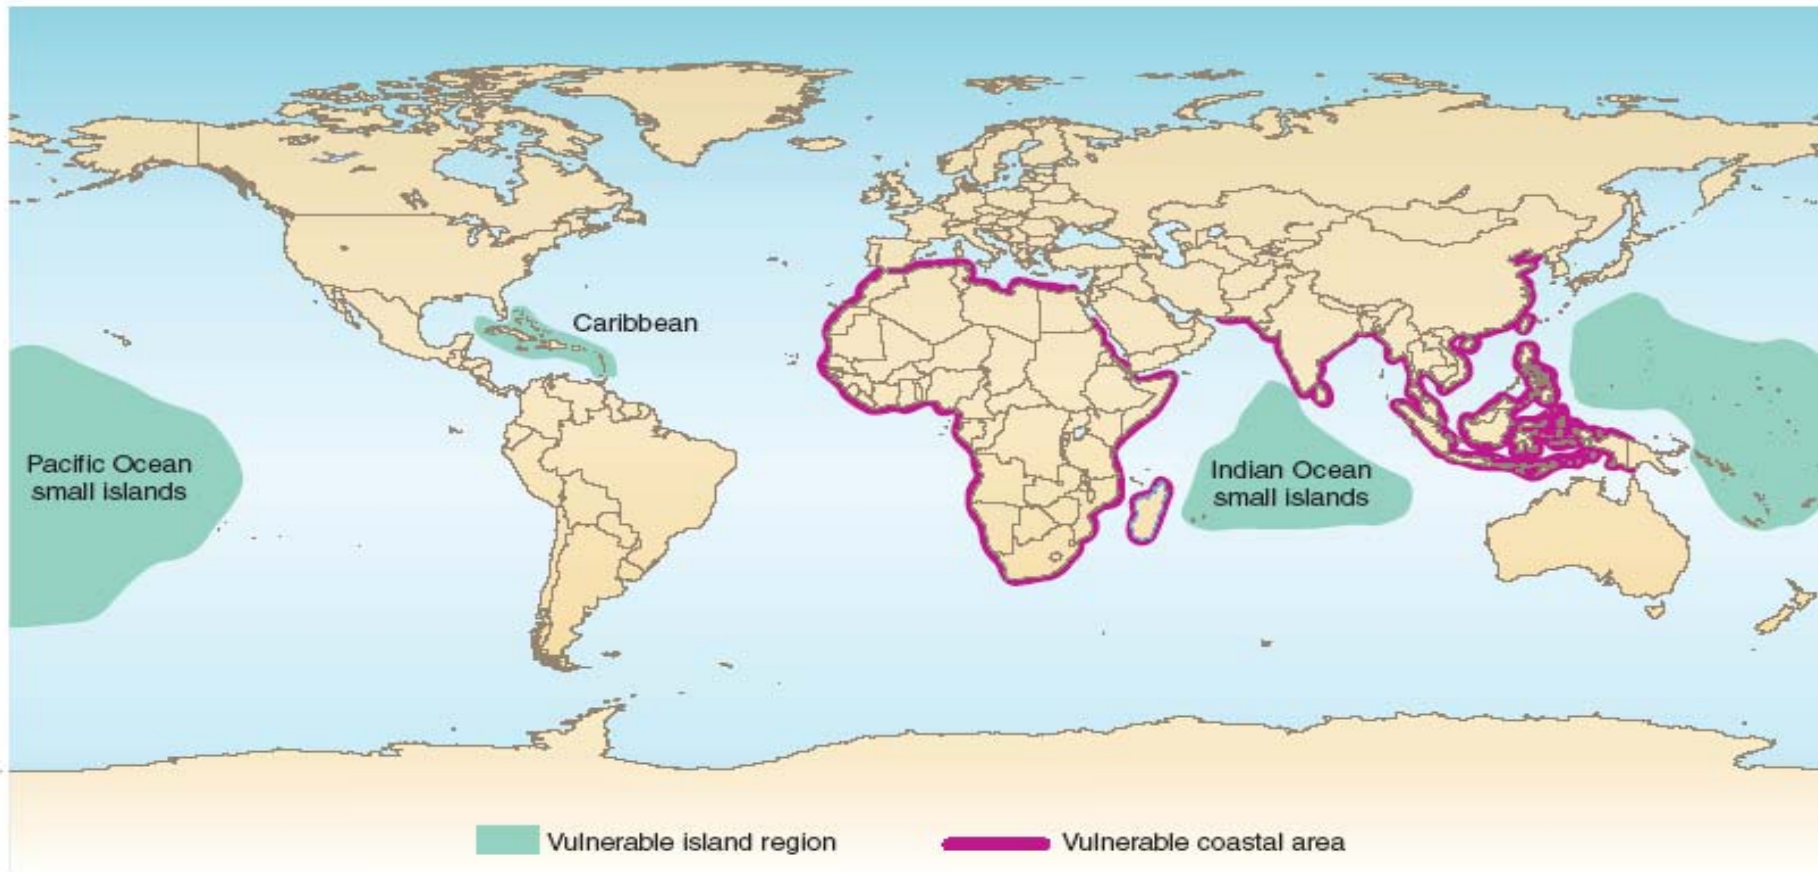 Caribbean
Pacific Ocean
small islands
Indian Ocean
small islands
Vulnerable island region
Vulnerable coastal area